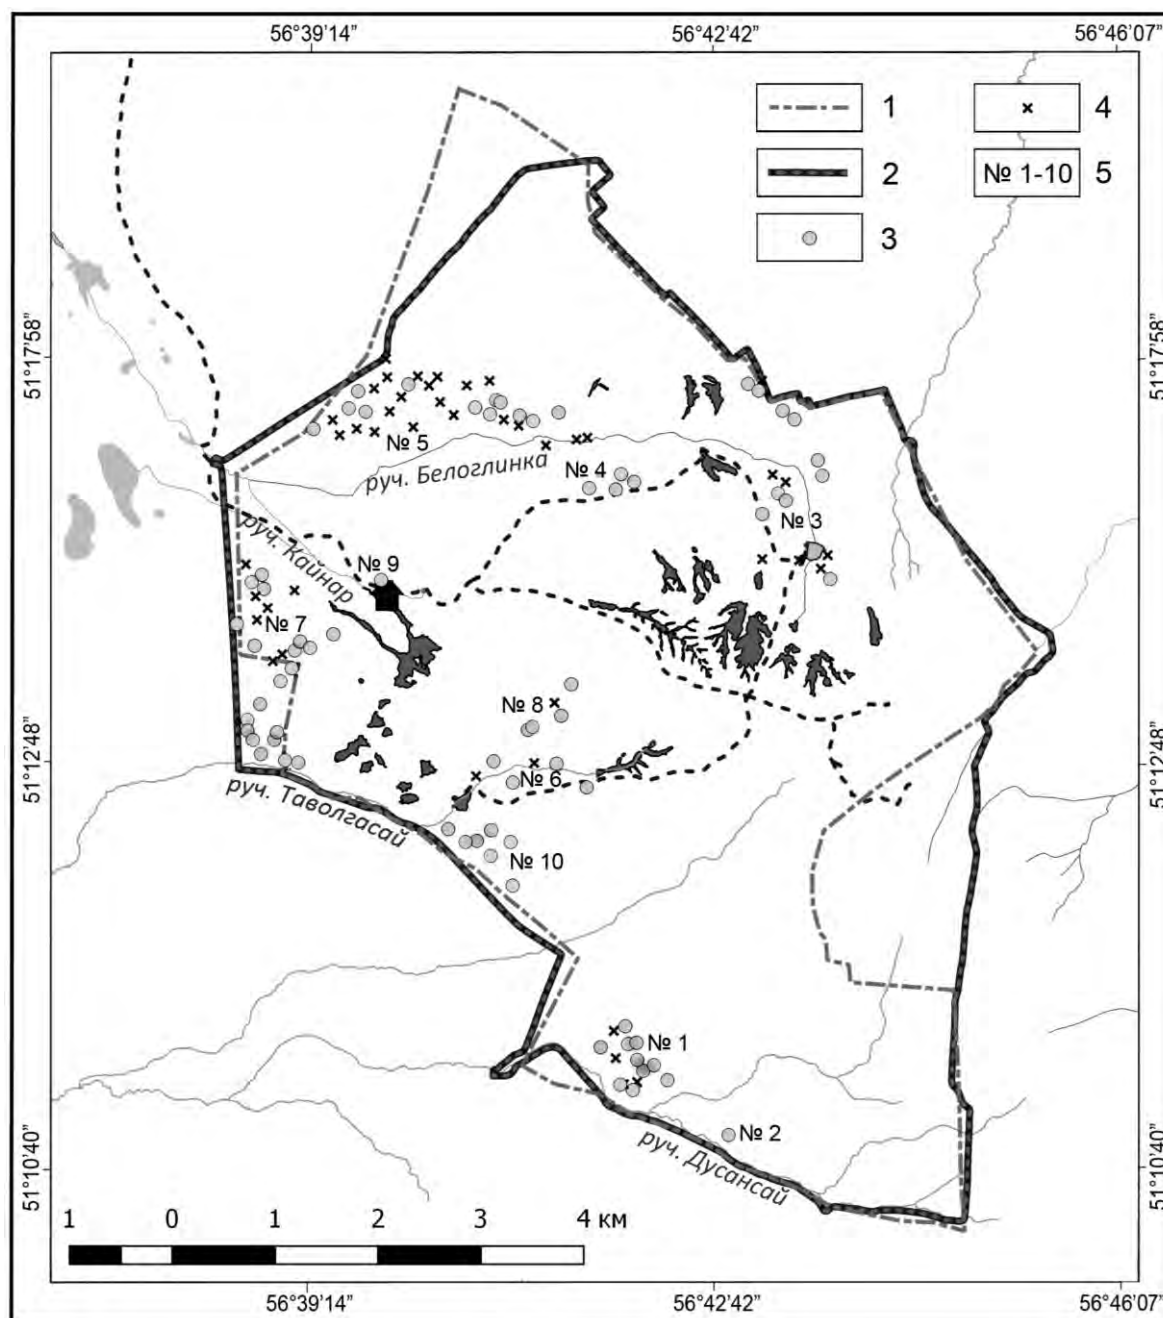 56°39'14" 56°42'42" 56°46'07"
1 4
2 № 1-10 5
3
51°17'58" 51°17'58"
№ 5
руч. Белоглинка
№ 4
№ 3
руч. Кайнар
№ 9
№ 7
№ 8
51°12'48" 51°12'48"
№ 6
руч. Таволгасай
№ 10
№ 1
№ 2
руч. Дусансай
51°10'40" 51°10'40"
1 0 1 2 3 4 км
56°39'14" 56°42'42" 56°46'07"